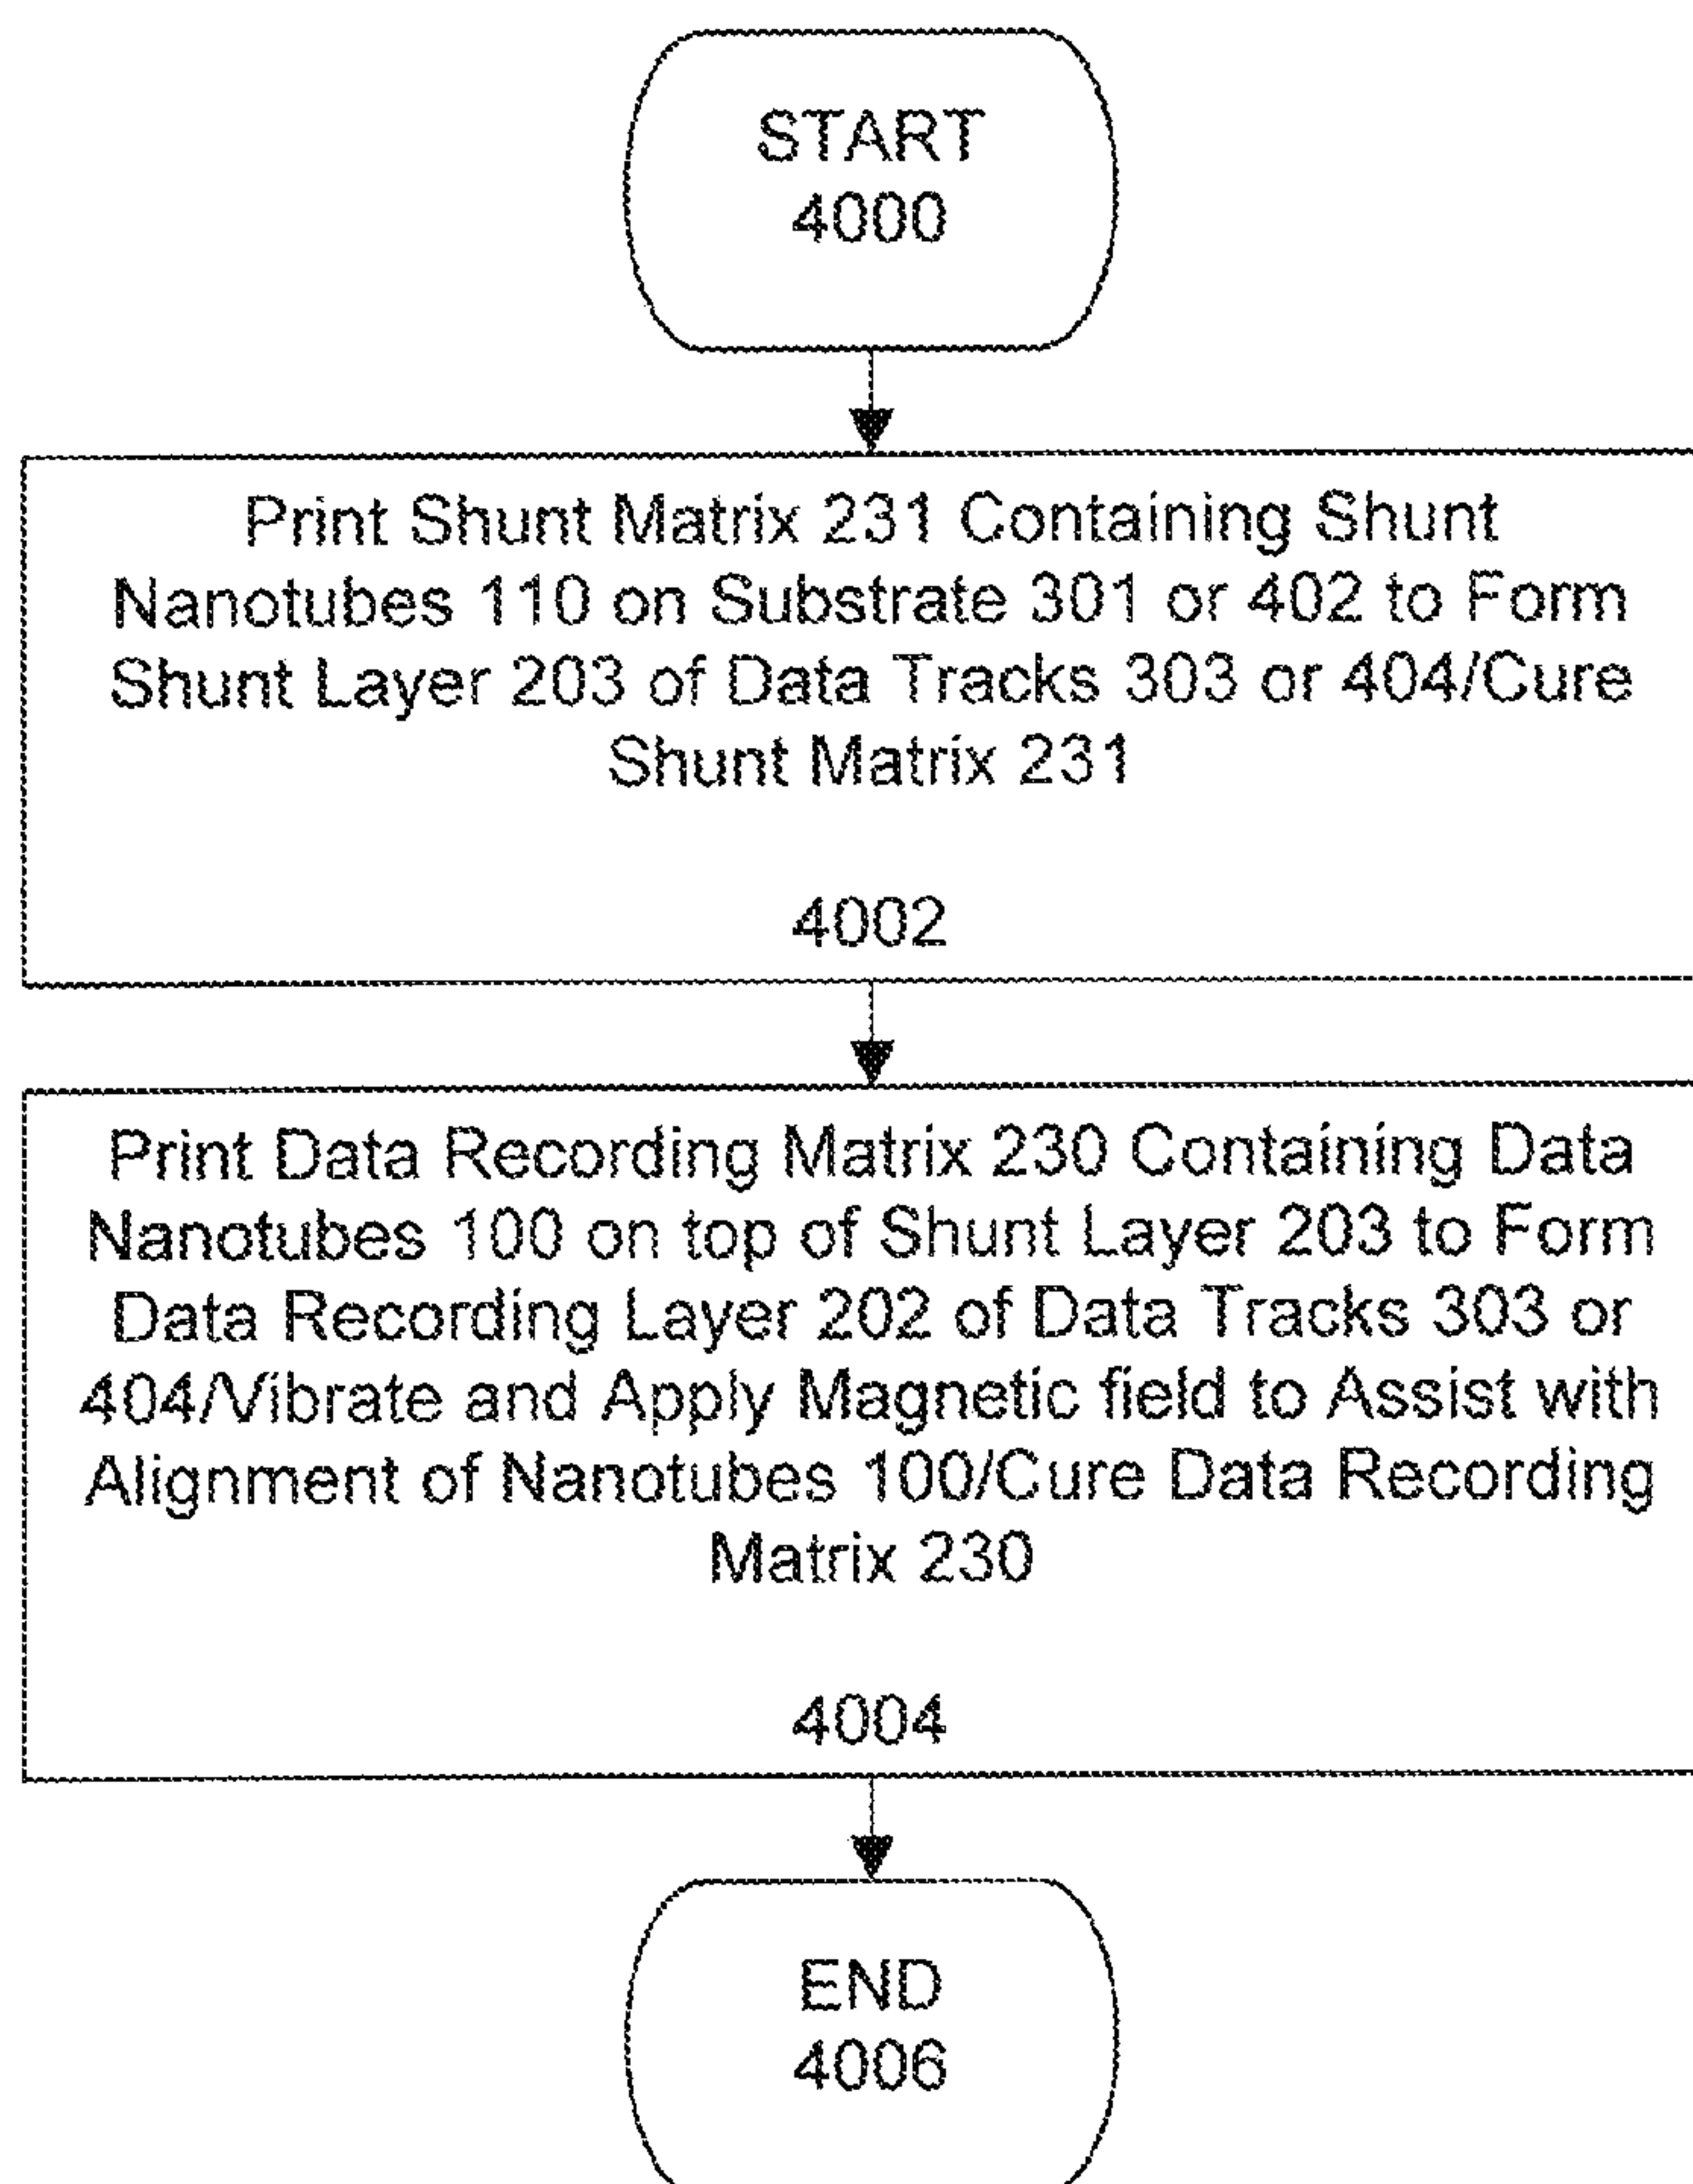 START
4000
Print Shunt Matrix 231 Containing Shunt
Nanotubes 110 on Substrate 301 or 402 to Form
Shunt Layer 203 of Data Tracks 303 or 404/Cure
Shunt Matrix 231
4002
Print Data Recording Matrix 230 Containing Data
Nanotubes 100 on top of Shunt Layer 203 to Form
Data Recording Layer 202 of Data Tracks 303 or
404/Vibrate and Apply Magnetic field to Assist with
Alignment of Nanotubes 100/Cure Data Recording
Matrix 230
4004
END
4006